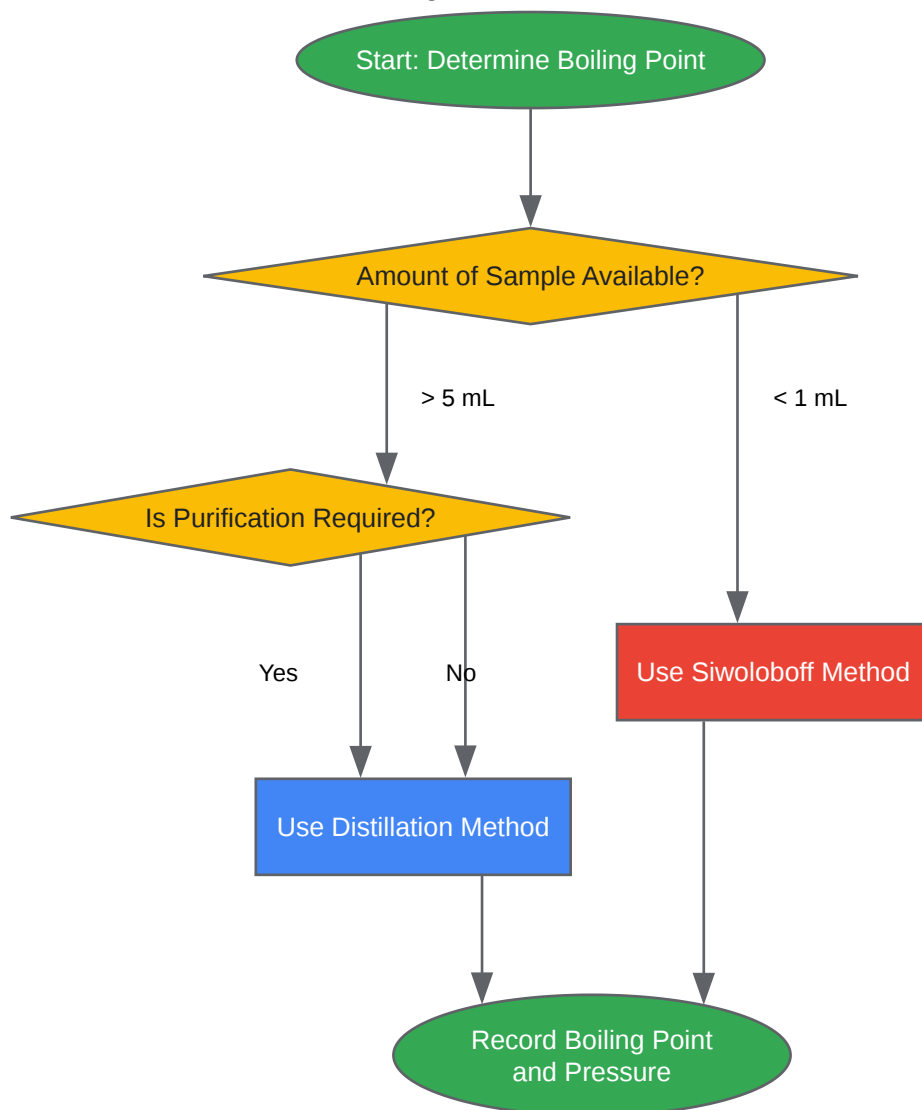 Start: Determine Boiling Point
Amount of Sample Available?
> 5 mL
< 1 mL
Is Purification Required?
Yes
No
Use Siwoloboff Method
Use Distillation Method
Record Boiling Point
and Pressure